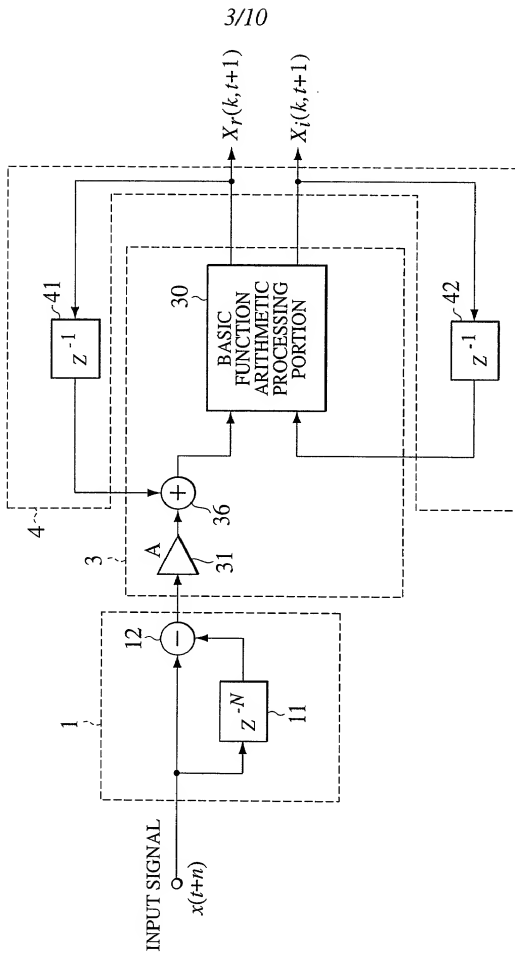 3/10
INPUT SIGNAL
x(t+n)
1
12
−
Z^-N
11
3
A
31
+
36
4
41
Z^-1
30
BASIC
FUNCTION
ARITHMETIC
PROCESSING
PORTION
42
Z^-1
X_r(k,t+1)
X_i(k,t+1)